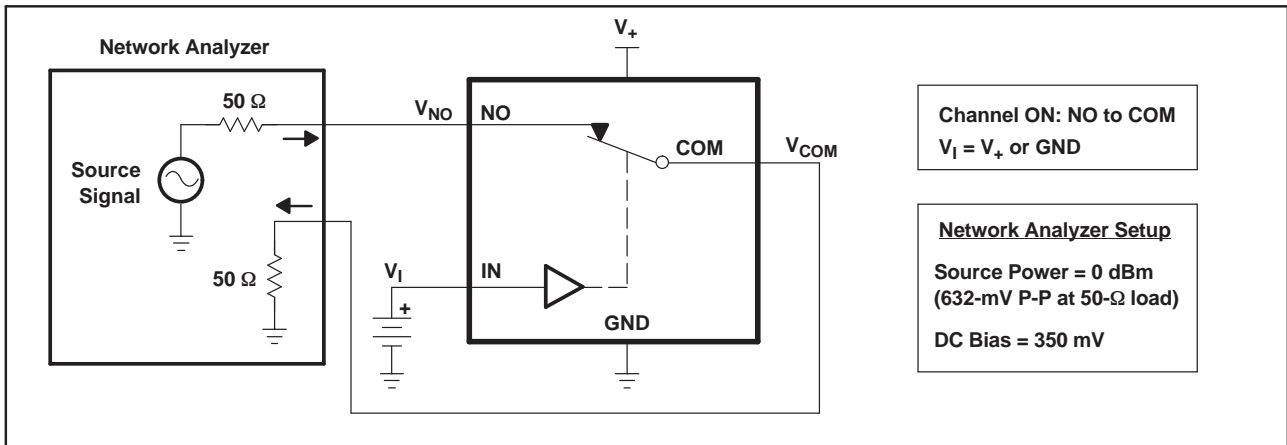 Network Analyzer
50 Ω
Source
Signal
50 Ω
V+
VNO
NO
COM
VCOM
VI
+
IN
GND
Channel ON: NO to COM
VI = V+ or GND
Network Analyzer Setup
Source Power = 0 dBm
(632-mV P-P at 50-Ω load)
DC Bias = 350 mV